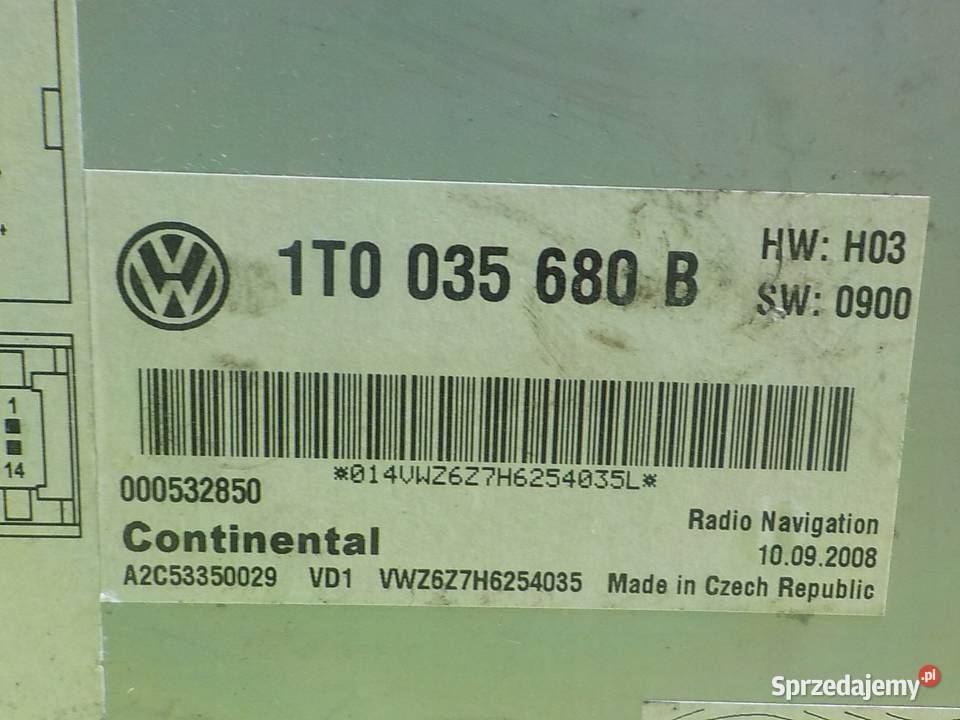 1T0 035 680 B
HW: H03
SW: 0900
*014VWZ6Z7H6254035L*
000532850
Continental
Radio Navigation
10.09.2008
A2C53350029 VD1 VWZ6Z7H6254035 Made in Czech Republic
1
14
Sprzedajemy.pl